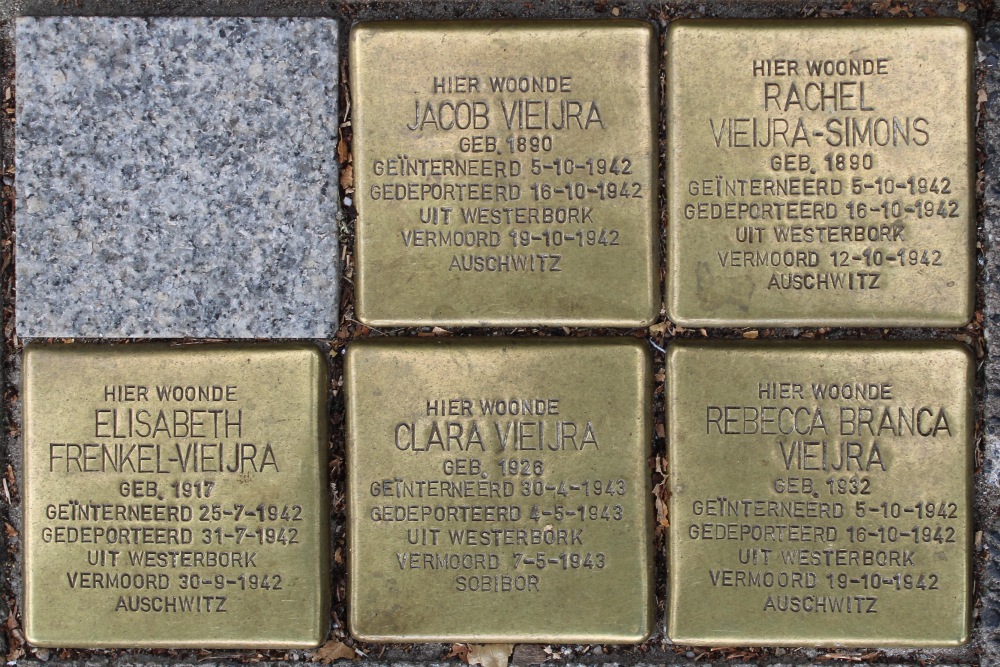 HIER WOONDE
JACOB VIEIJRA
GEB. 1890
GEÏNTERNEERD 5-10-1942
GEDEPORTEERD 16-10-1942
UIT WESTERBORK
VERMOORD 19-10-1942
AUSCHWITZ
HIER WOONDE
RACHEL
VIEIJRA-SIMONS
GEB. 1890
GEÏNTERNEERD 5-10-1942
GEDEPORTEERD 16-10-1942
UIT WESTERBORK
VERMOORD 12-10-1942
AUSCHWITZ
HIER WOONDE
ELISABETH
FRENKEL-VIEIJRA
GEB. 1917
GEÏNTERNEERD 25-7-1942
GEDEPORTEERD 31-7-1942
UIT WESTERBORK
VERMOORD 30-9-1942
AUSCHWITZ
HIER WOONDE
CLARA VIEIJRA
GEB. 1926
GEÏNTERNEERD 30-4-1943
GEDEPORTEERD 4-5-1943
UIT WESTERBORK
VERMOORD 7-5-1943
SOBIBOR
HIER WOONDE
REBECCA BRANCA
VIEIJRA
GEB. 1932
GEÏNTERNEERD 5-10-1942
GEDEPORTEERD 16-10-1942
UIT WESTERBORK
VERMOORD 19-10-1942
AUSCHWITZ